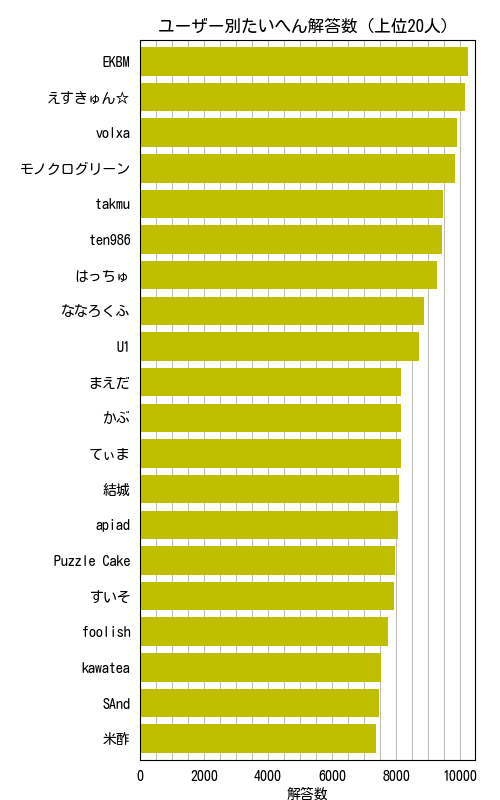 ユーザー別たいへん解答数（上位20人）
EKBM
えすきゅん☆
volxa
モノクログリーン
takmu
ten986
はっちゅ
ななろくふ
U1
まえだ
かぶ
てぃま
結城
apiad
Puzzle Cake
すいそ
foolish
kawatea
SAnd
米酢
0 2000 4000 6000 8000 10000
解答数